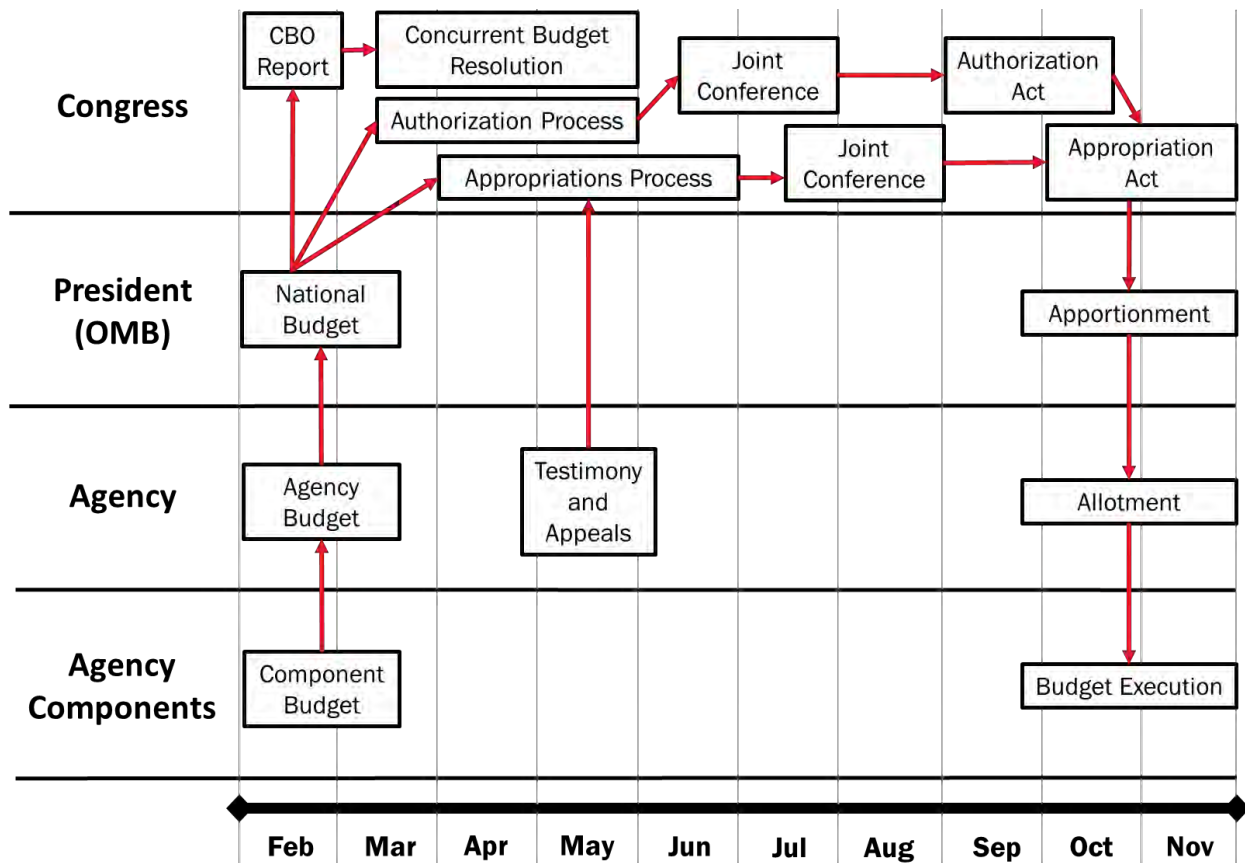 CBO
Report
Concurrent Budget
Resolution
Joint
Conference
Authorization
Act
Congress
Authorization Process
Appropriations Process
Joint
Conference
Appropriation
Act
President
(OMB)
National
Budget
Apportionment
Agency
Agency
Budget
Testimony
and
Appeals
Allotment
Agency
Components
Component
Budget
Budget Execution
Feb
Mar
Apr
May
Jun
Jul
Aug
Sep
Oct
Nov